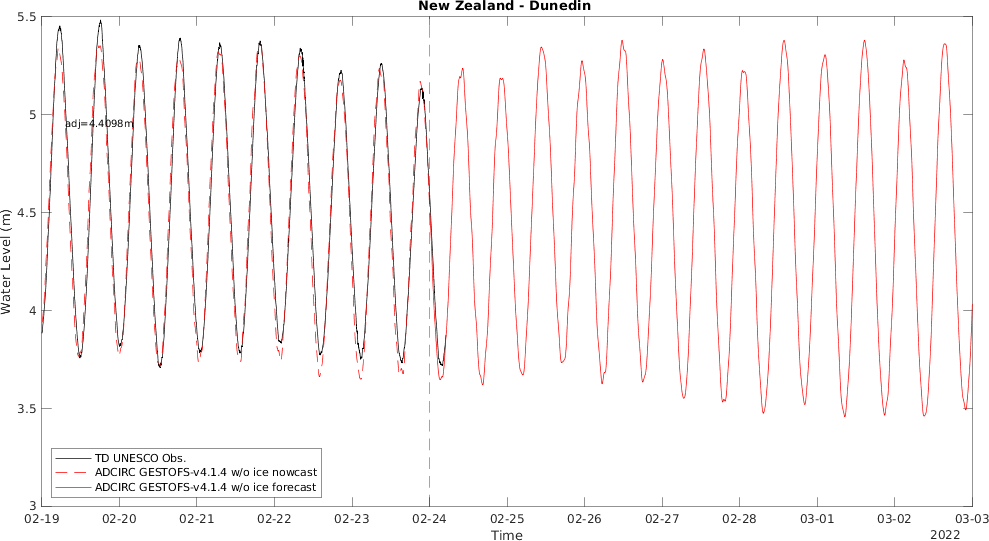 New Zealand - Dunedin
5.5
5
4.5
4
3.5
3
Water Level (m)
adj=4.4098m
TD UNESCO Obs.
ADCIRC GESTOFS-v4.1.4 w/o ice nowcast
ADCIRC GESTOFS-v4.1.4 w/o ice forecast
02-19 02-20 02-21 02-22 02-23 02-24 02-25 02-26 02-27 02-28 03-01 03-02 03-03
Time
2022